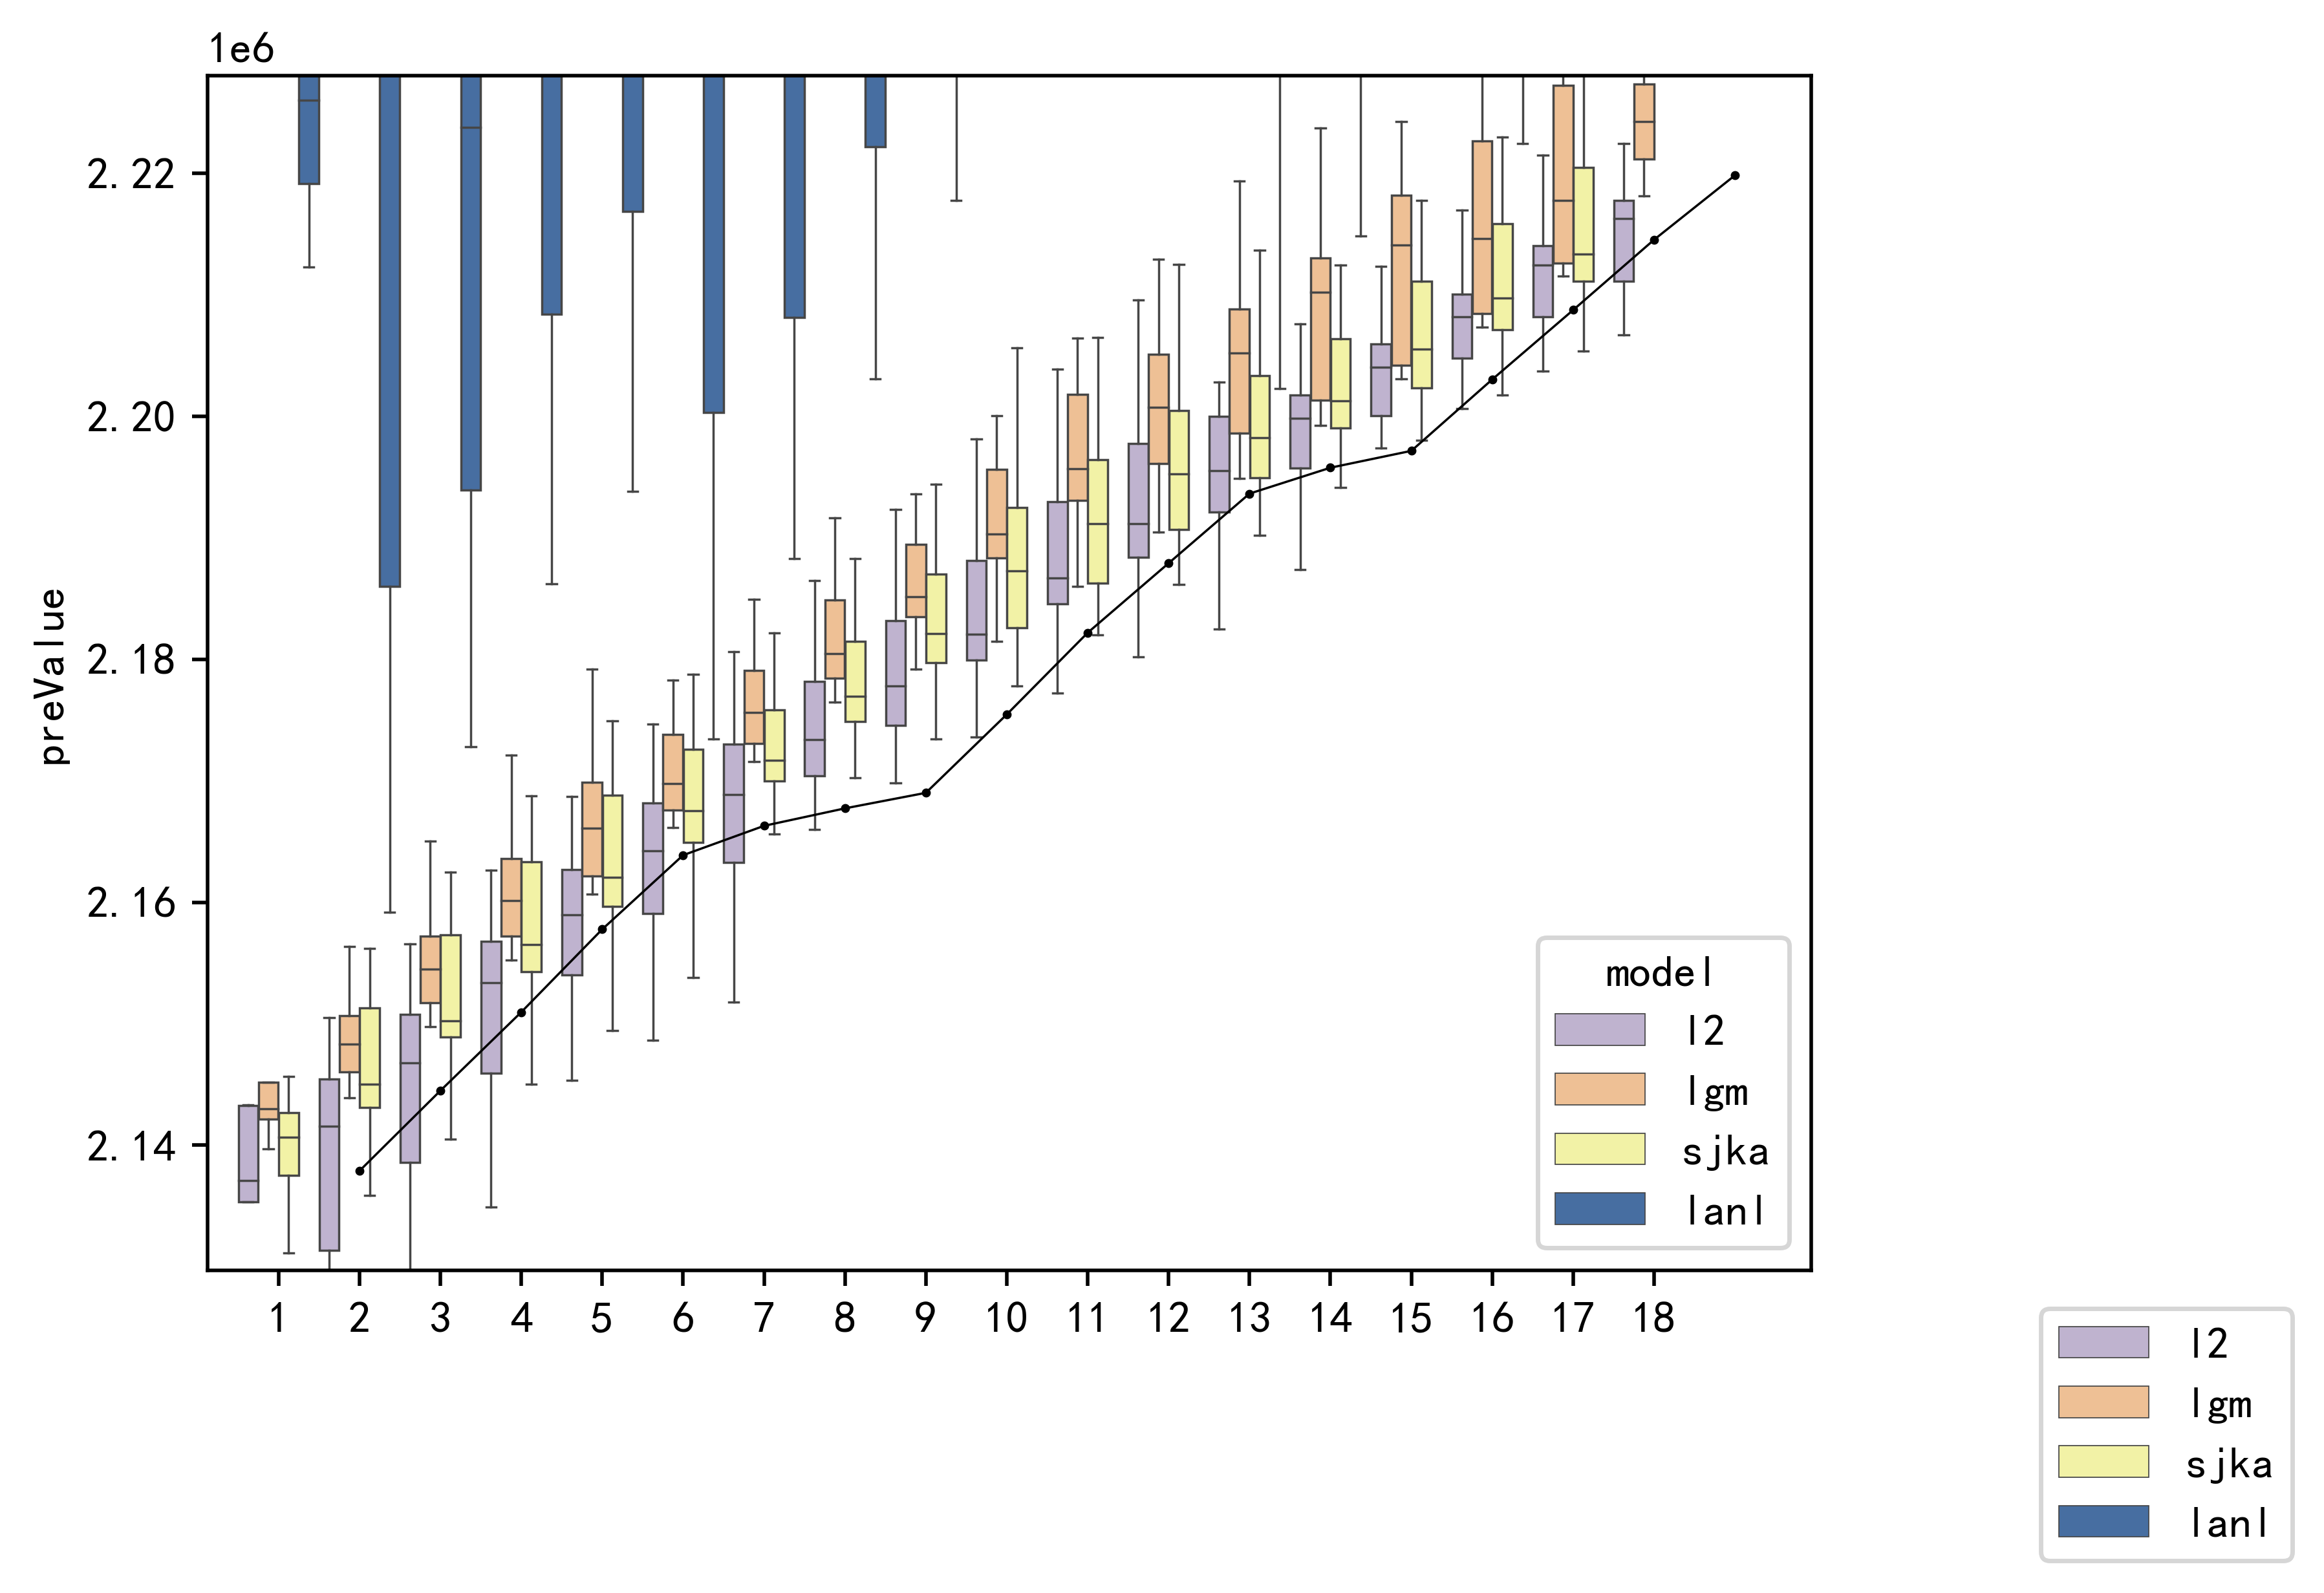 1e6
2.22
2.20
2.18
2.16
2.14
preValue
1 2 3 4 5 6 7 8 9 10 11 12 13 14 15 16 17 18
model
l2
lgm
sjka
lanl
l2
lgm
sjka
lanl